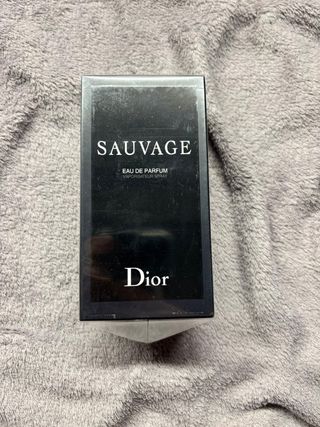 SAUVAGE
EAU DE PARFUM
VAPORISATEUR SPRAY
Dior